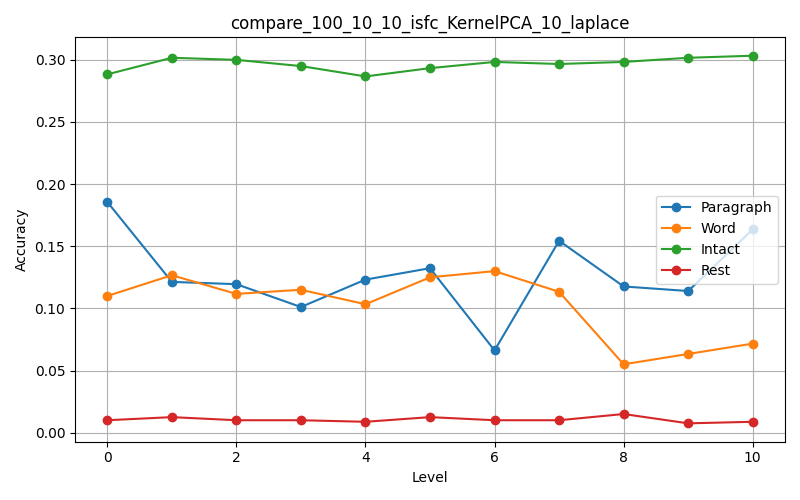 compare_100_10_10_isfc_KernelPCA_10_laplace
0.30
0.25
0.20
0.15
0.10
0.05
0.00
Accuracy
Paragraph
Word
Intact
Rest
0 2 4 6 8 10
Level